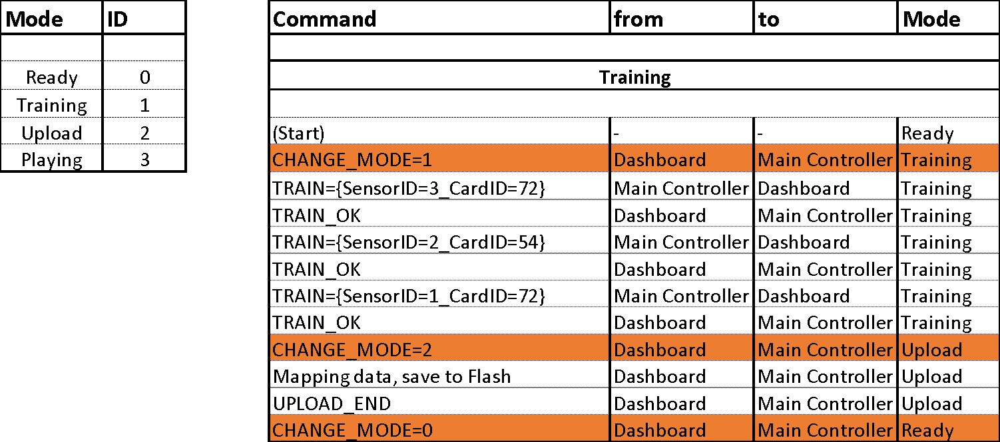 Mode ID
Ready 0
Training 1
Upload 2
Playing 3
Command from to Mode
Training
(Start) - - Ready
CHANGE_MODE=1 Dashboard Main Controller Training
TRAIN={SensorID=3_CardID=72} Main Controller Dashboard Training
TRAIN_OK Dashboard Main Controller Training
TRAIN={SensorID=2_CardID=54} Main Controller Dashboard Training
TRAIN_OK Dashboard Main Controller Training
TRAIN={SensorID=1_CardID=72} Main Controller Dashboard Training
TRAIN_OK Dashboard Main Controller Training
CHANGE_MODE=2 Dashboard Main Controller Upload
Mapping data, save to Flash Dashboard Main Controller Upload
UPLOAD_END Dashboard Main Controller Upload
CHANGE_MODE=0 Dashboard Main Controller Ready